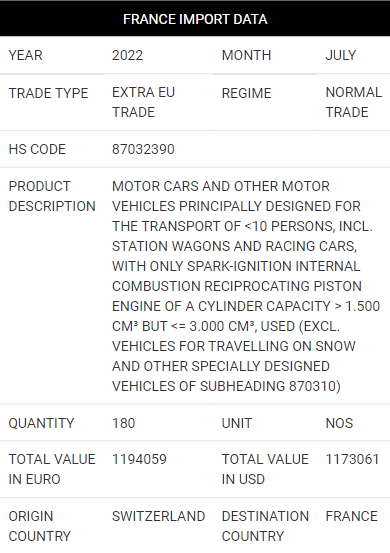 FRANCE IMPORT DATA
YEAR 2022 MONTH JULY
TRADE TYPE EXTRA EU TRADE REGIME NORMAL TRADE
HS CODE 87032390
PRODUCT DESCRIPTION
MOTOR CARS AND OTHER MOTOR
VEHICLES PRINCIPALLY DESIGNED FOR
THE TRANSPORT OF <10 PERSONS, INCL.
STATION WAGONS AND RACING CARS,
WITH ONLY SPARK-IGNITION INTERNAL
COMBUSTION RECIPROCATING PISTON
ENGINE OF A CYLINDER CAPACITY > 1.500
CM³ BUT <= 3.000 CM³, USED (EXCL.
VEHICLES FOR TRAVELLING ON SNOW
AND OTHER SPECIALLY DESIGNED
VEHICLES OF SUBHEADING 870310)
QUANTITY 180 UNIT NOS
TOTAL VALUE IN EURO 1194059 TOTAL VALUE IN USD 1173061
ORIGIN COUNTRY SWITZERLAND DESTINATION COUNTRY FRANCE